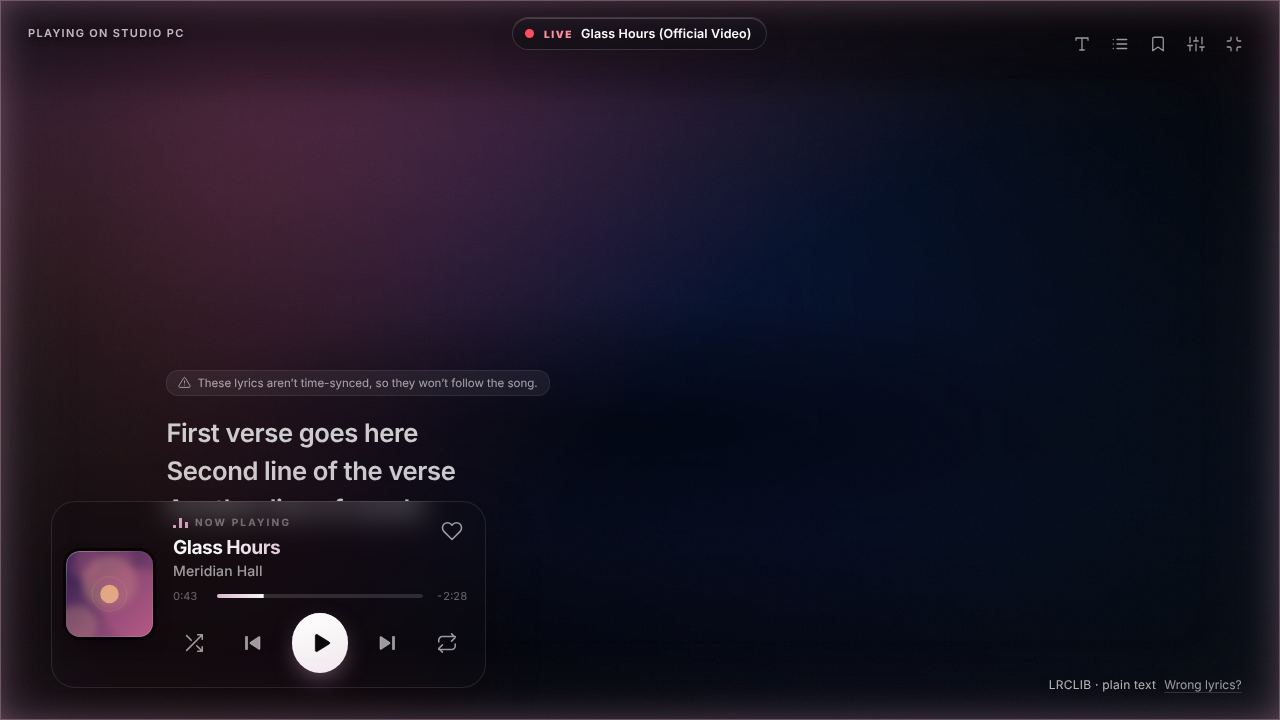 PLAYING ON STUDIO PC
LIVE Glass Hours (Official Video)
These lyrics aren’t time-synced, so they won’t follow the song.
First verse goes here
Second line of the verse
NOW PLAYING
Glass Hours
Meridian Hall
0:43
-2:28
LRCLIB · plain text Wrong lyrics?